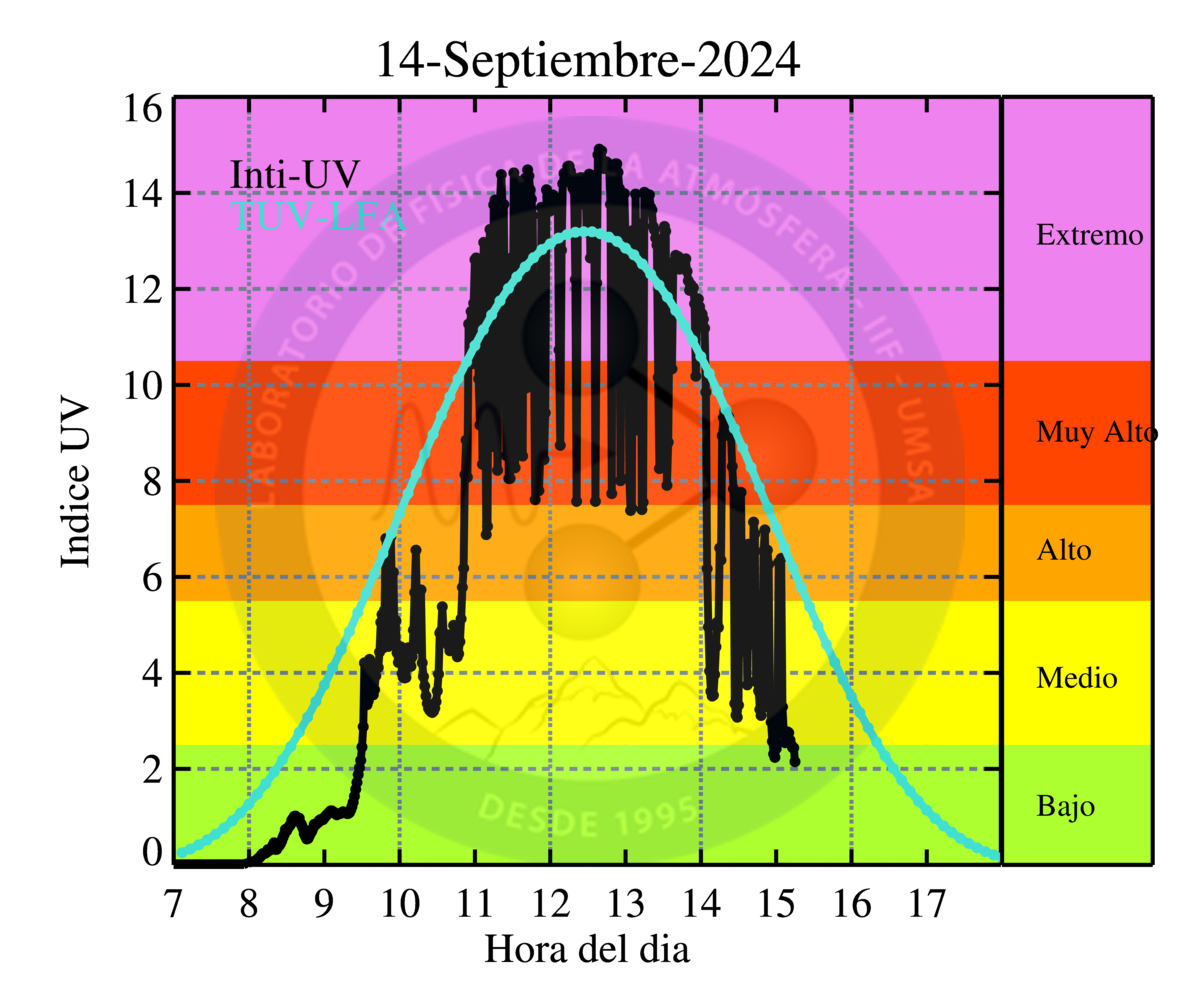 14-Septiembre-2024
16
14
12
10
8
6
4
2
0
Indice UV
Inti-UV
TUV-LFA
LABORATORIO DE FÍSICA DE LA ATMÓSFERA - IIF - UMSA
DESDE 1995
Extremo
Muy Alto
Alto
Medio
Bajo
7 8 9 10 11 12 13 14 15 16 17
Hora del dia